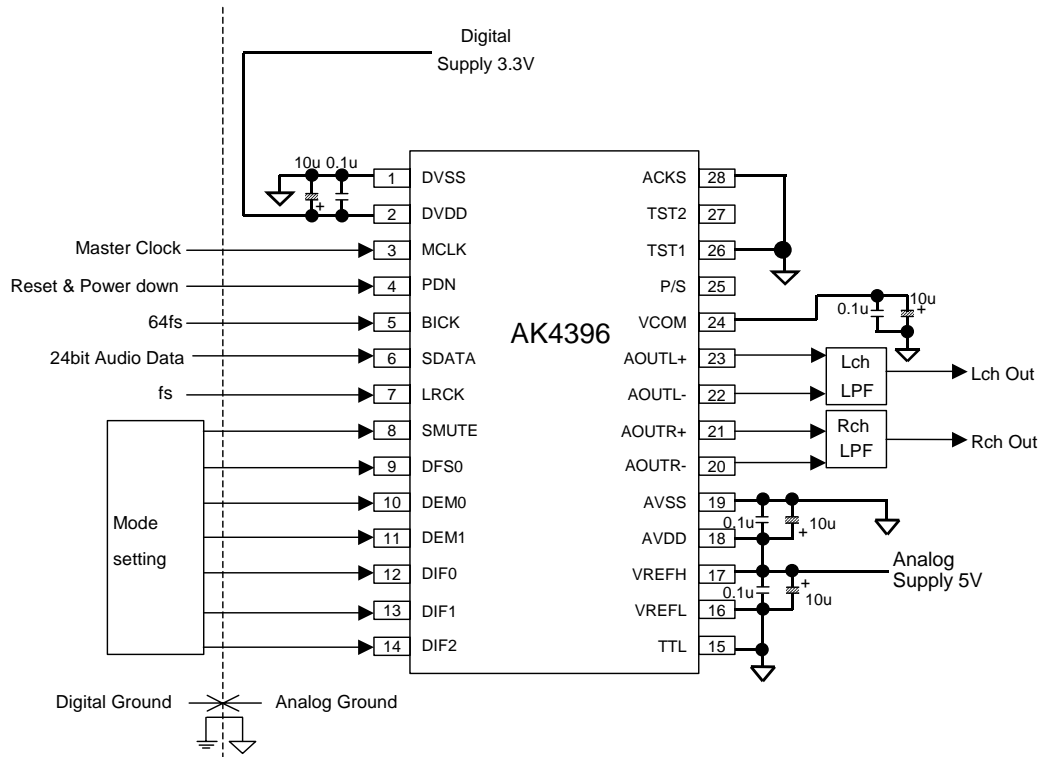 Digital
Supply 3.3V
10u 0.1u
+
1 DVSS
2 DVDD
Master Clock 3 MCLK
Reset & Power down 4 PDN
64fs 5 BICK
24bit Audio Data 6 SDATA
fs 7 LRCK
8 SMUTE
9 DFS0
10 DEM0
11 DEM1
12 DIF0
13 DIF1
14 DIF2
Mode
setting
AK4396
ACKS 28
TST2 27
TST1 26
P/S 25
VCOM 24
0.1u
10u
+
AOUTL+ 23
AOUTL- 22
Lch
LPF
Lch Out
AOUTR+ 21
AOUTR- 20
Rch
LPF
Rch Out
AVSS 19
0.1u
10u
+
AVDD 18
VREFH 17
Analog
Supply 5V
0.1u
+
10u
VREFL 16
TTL 15
Digital Ground
Analog Ground